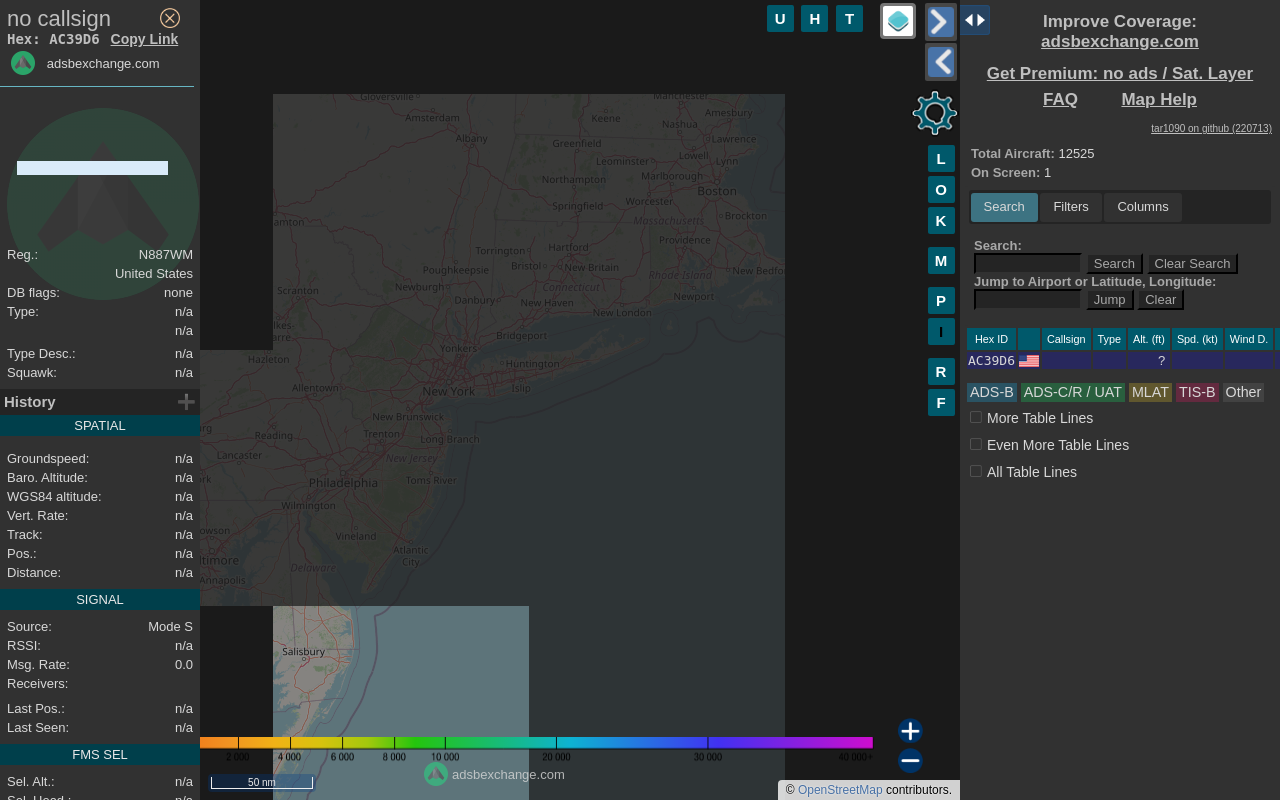 no callsign
Hex: AC39D6 Copy Link
adsbexchange.com
Reg.: N887WM
United States
DB flags: none
Type: n/a
n/a
Type Desc.: n/a
Squawk: n/a
History
SPATIAL
Groundspeed: n/a
Baro. Altitude: n/a
WGS84 altitude: n/a
Vert. Rate: n/a
Track: n/a
Pos.: n/a
Distance: n/a
SIGNAL
Source: Mode S
RSSI: n/a
Msg. Rate: 0.0
Receivers:
Last Pos.: n/a
Last Seen: n/a
FMS SEL
Sel. Alt.: n/a
U H T
L
O
K
M
P
I
R
F
Gloversville
Manchester
Amsterdam
Keene
Amesbury
Nashua
Albany
Greenfield
Lawrence
Leominster
Lowell
Lynn
Northampton
Marlborough
Boston
Springfield
Worcester
Brockton
Massachusetts
Torrington
Hartford
Providence
Bristol
New Britain
Poughkeepsie
Rhode Island
New Bedfo
Scranton
Newburgh
Connecticut
Danbury
New Haven
Newport
New London
Bridgeport
Yonkers
Hazleton
Huntington
Allentown
New York
Islip
New Brunswick
Reading
Trenton
Long Branch
Lancaster
New Jersey
Philadelphia
Toms River
Wilmington
Vineland
Atlantic
City
Annapolis
Delaware
Salisbury
2 000 4 000 6 000 8 000 10 000 20 000 30 000 40 000+
50 nm
adsbexchange.com
© OpenStreetMap contributors.
Improve Coverage:
adsbexchange.com
Get Premium: no ads / Sat. Layer
FAQ Map Help
tar1090 on github (220713)
Total Aircraft: 12525
On Screen: 1
Search Filters Columns
Search:
Search Clear Search
Jump to Airport or Latitude, Longitude:
Jump Clear
Hex ID Callsign Type Alt. (ft) Spd. (kt) Wind D.
AC39D6 ?
ADS-B ADS-C/R / UAT MLAT TIS-B Other
More Table Lines
Even More Table Lines
All Table Lines